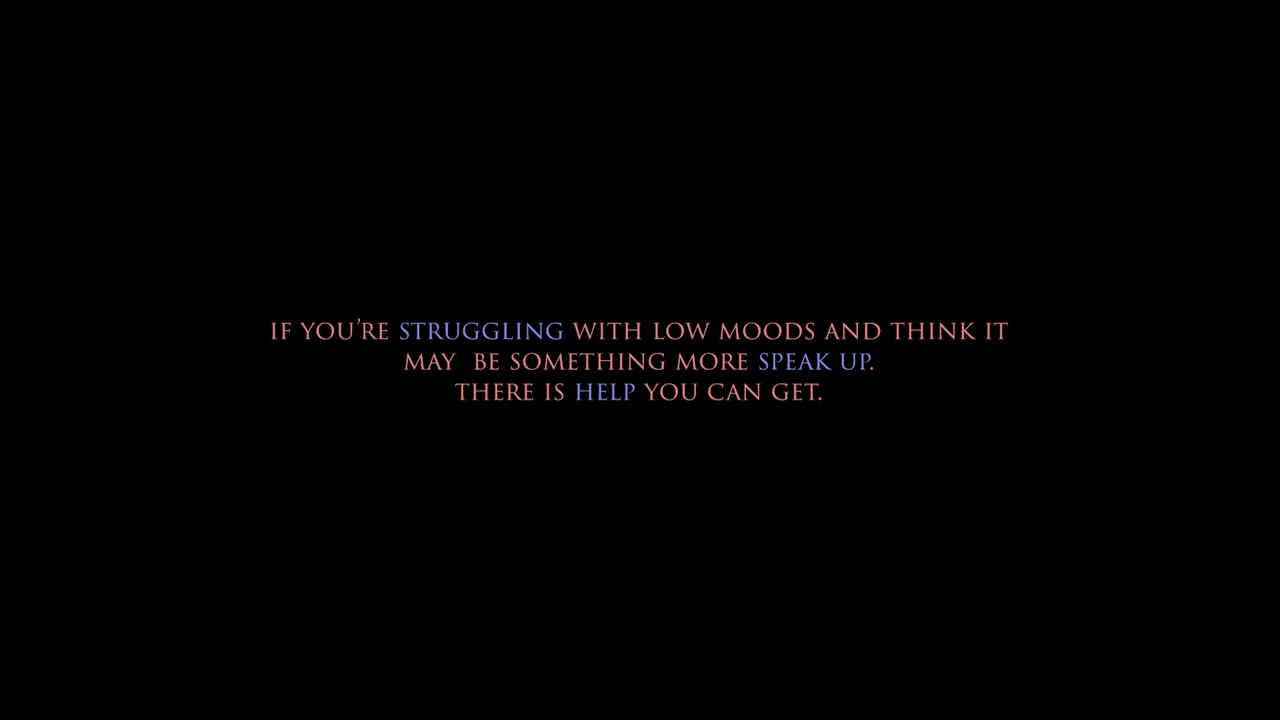 IF YOU'RE STRUGGLING WITH LOW MOODS AND THINK IT
MAY  BE SOMETHING MORE SPEAK UP.
THERE IS HELP YOU CAN GET.